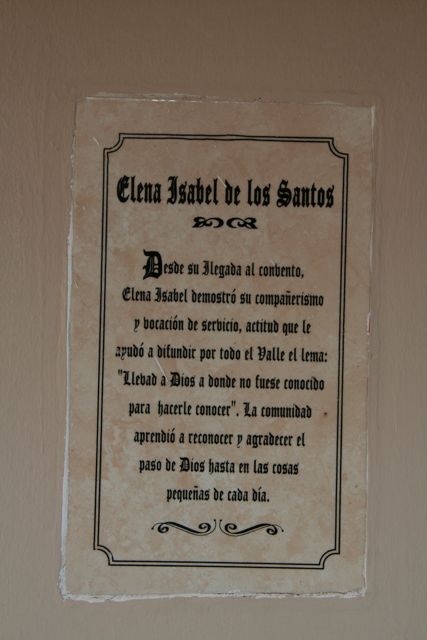 Elena Isabel de los Santos
Desde su llegada al convento,
Elena Isabel demostró su compañerismo
y vocación de servicio, actitud que le
ayudó a difundir por todo el Valle el lema:
"Llevad a Dios a donde no fuese conocido
para hacerle conocer". La comunidad
aprendió a reconocer y agradecer el
paso de Dios hasta en las cosas
pequeñas de cada día.